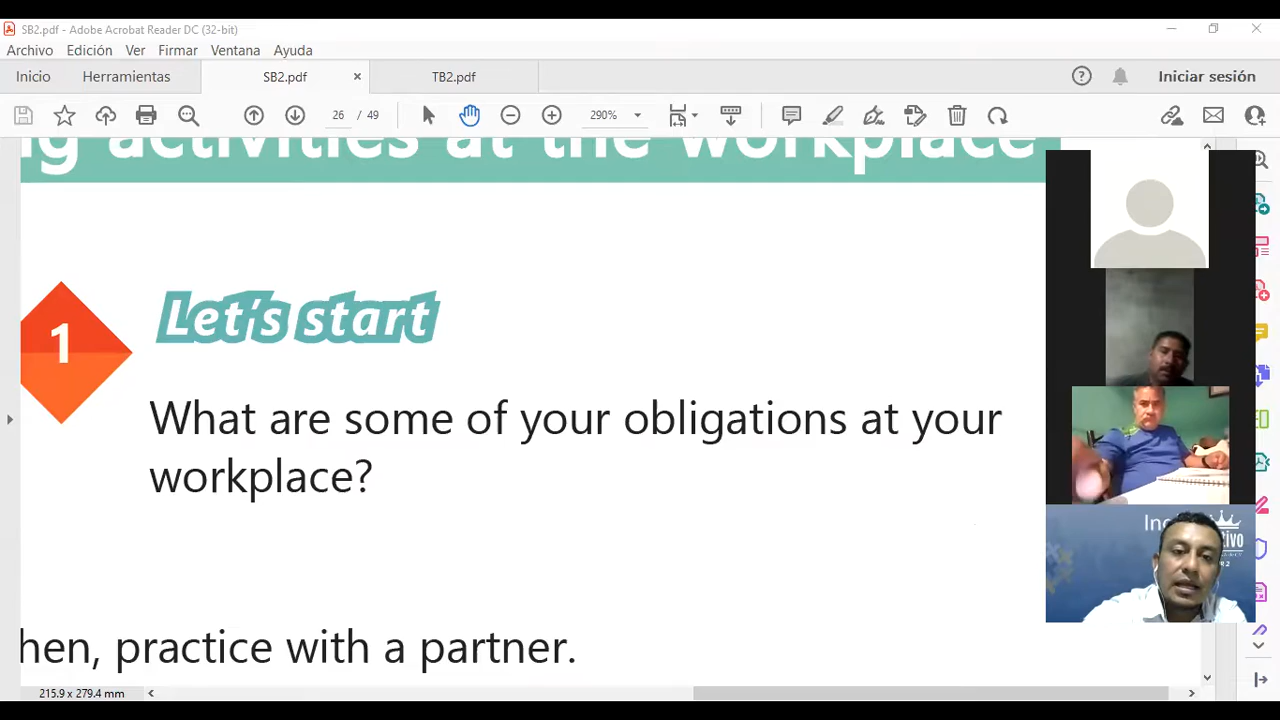 SB2.pdf - Adobe Acrobat Reader DC (32-bit)
Archivo Edición Ver Firmar Ventana Ayuda
Inicio Herramientas SB2.pdf TB2.pdf Iniciar sesión
26 / 49 290%
activities at the workplace
1
Let's start
What are some of your obligations at your
workplace?
practice with a partner.
215.9 x 279.4 mm